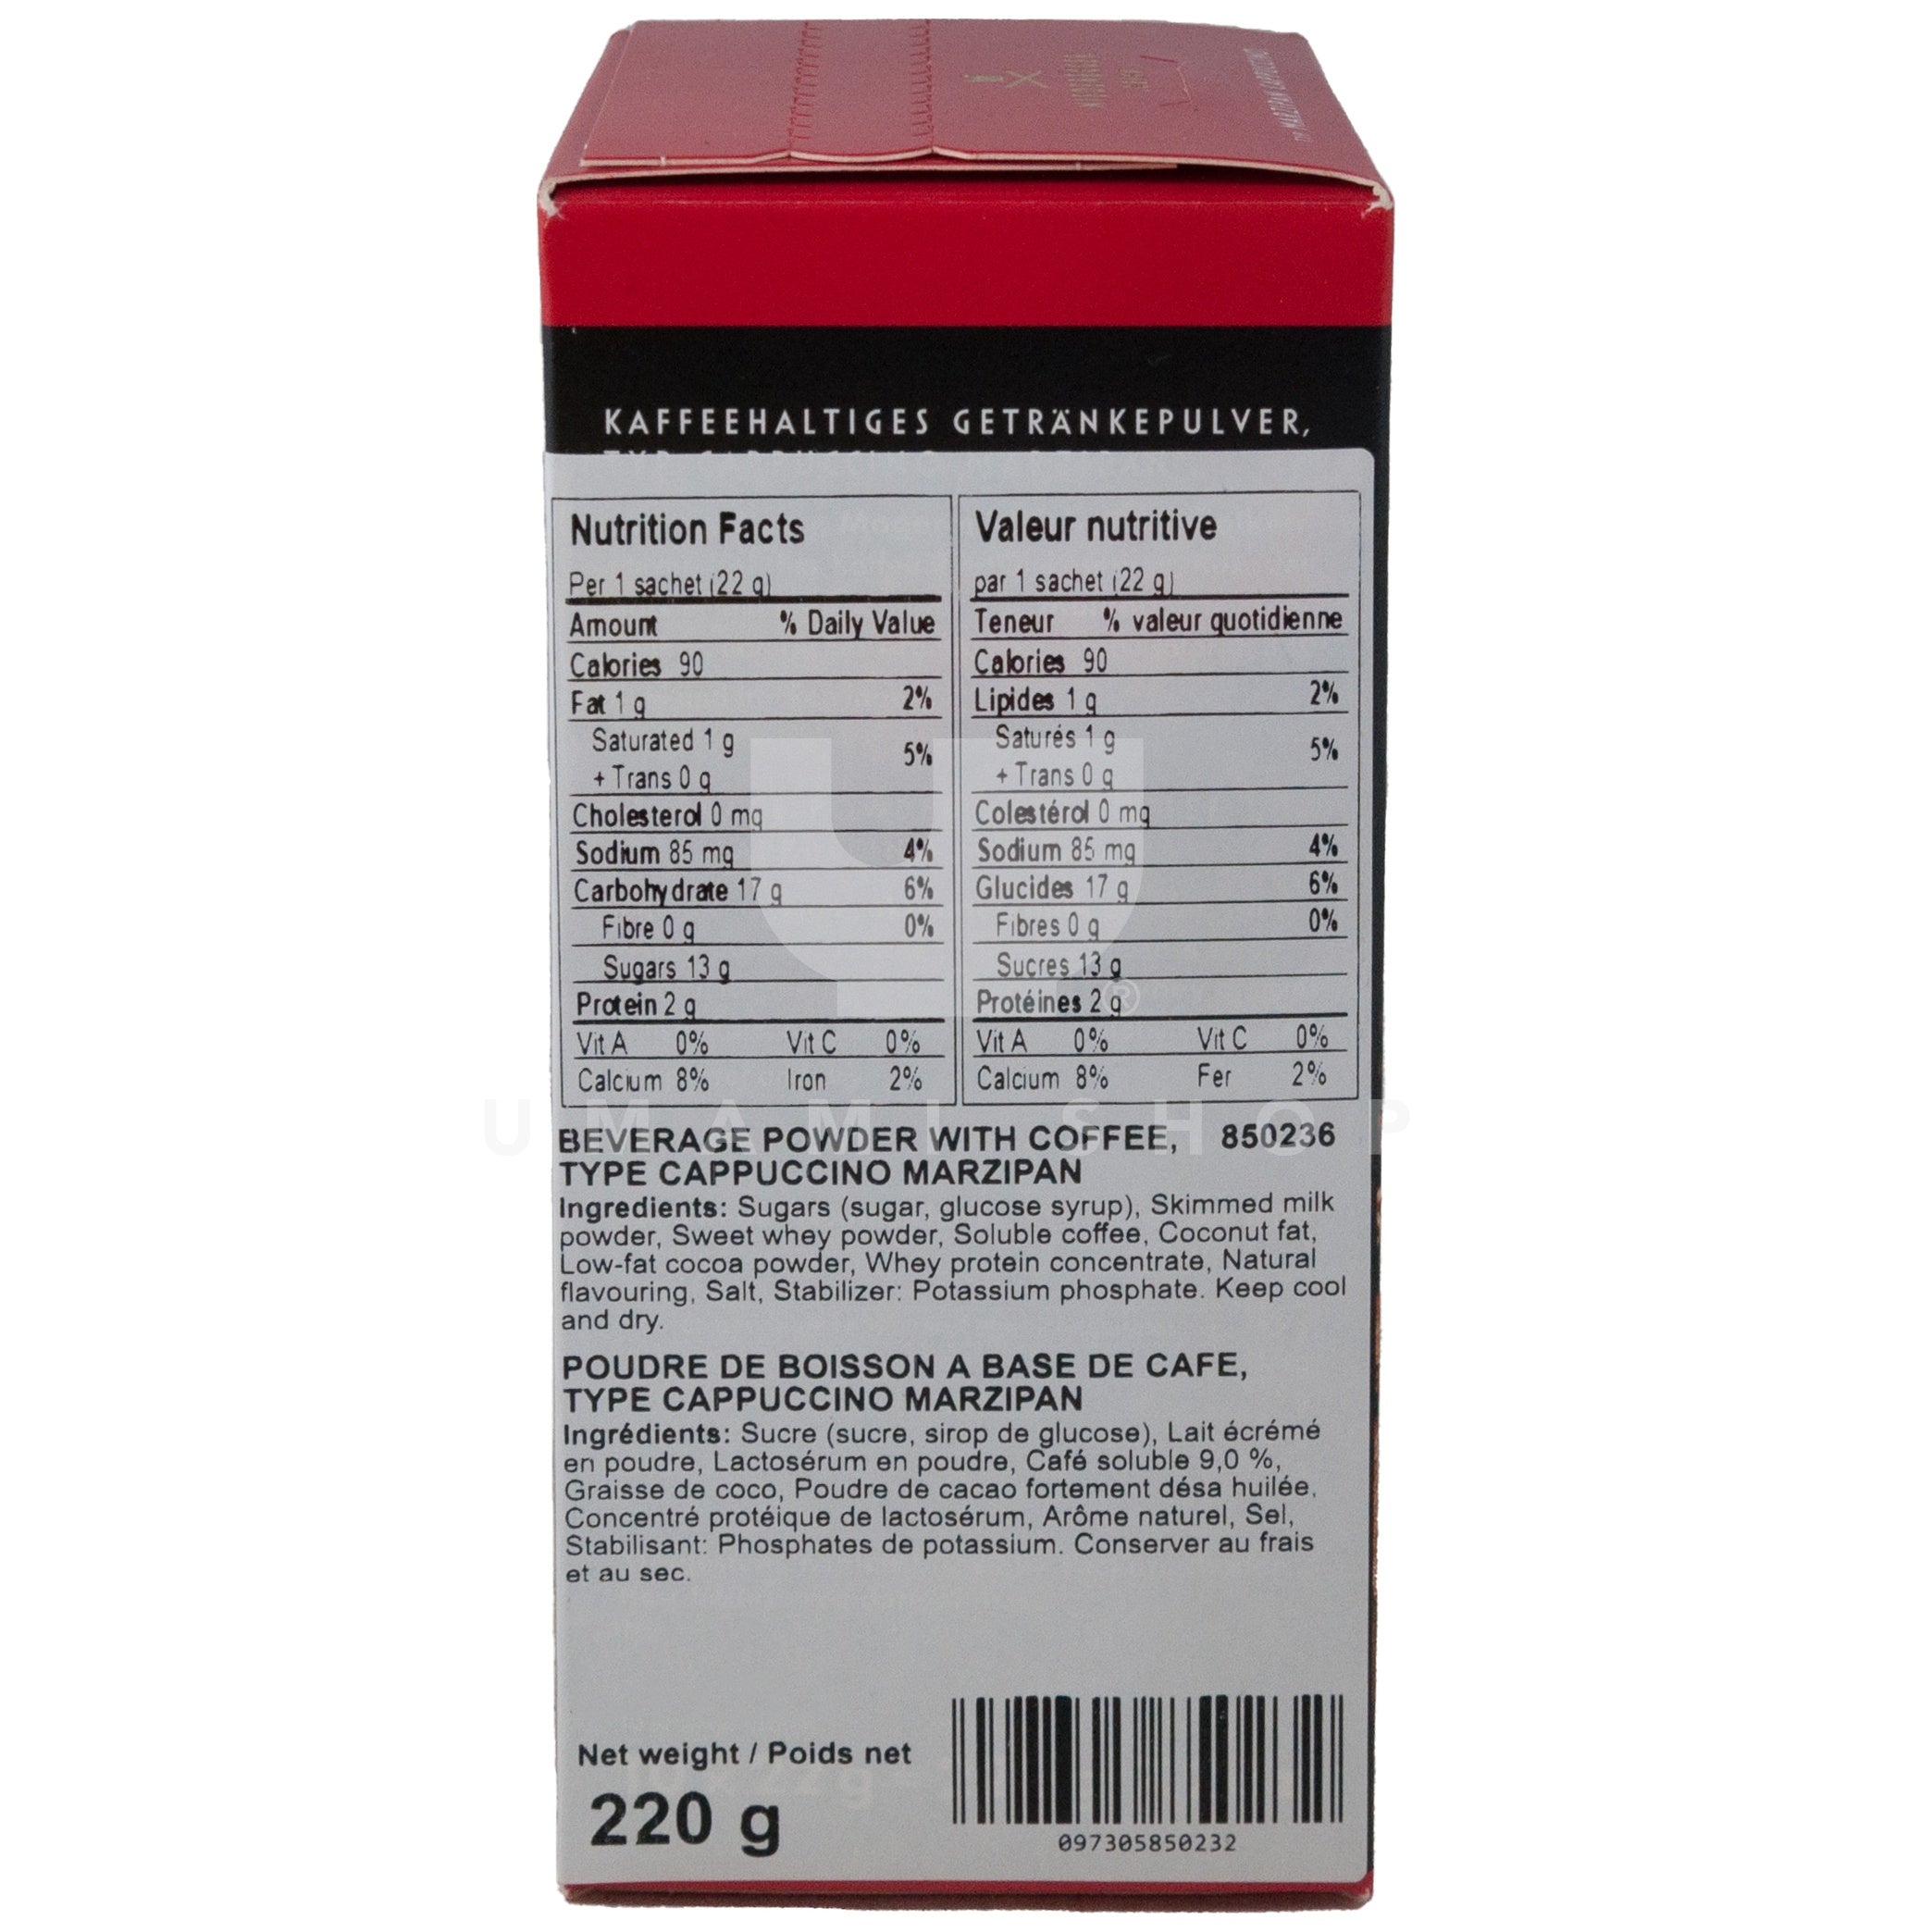 KAFFEEHALTIGES GETRÄNKEPULVER,
Nutrition Facts
Per 1 sachet (22 g)
Amount % Daily Value
Calories 90
Fat 1 g 2%
Saturated 1 g 5%
+ Trans 0 g
Cholesterol 0 mg
Sodium 85 mg 4%
Carbohydrate 17 g 6%
Fibre 0 g 0%
Sugars 13 g
Protein 2 g
Vit A 0% Vit C 0%
Calcium 8% Iron 2%
Valeur nutritive
par 1 sachet (22 g)
Teneur % valeur quotidienne
Calories 90
Lipides 1 g 2%
Saturés 1 g 5%
+ Trans 0 g
Colestérol 0 mg
Sodium 85 mg 4%
Glucides 17 g 6%
Fibres 0 g 0%
Sucres 13 g
Protéines 2 g
Vit A 0% Vit C 0%
Calcium 8% Fer 2%
UMAMI SHOP
®
BEVERAGE POWDER WITH COFFEE, 850236
TYPE CAPPUCCINO MARZIPAN
Ingredients: Sugars (sugar, glucose syrup), Skimmed milk
powder, Sweet whey powder, Soluble coffee, Coconut fat,
Low-fat cocoa powder, Whey protein concentrate, Natural
flavouring, Salt, Stabilizer: Potassium phosphate. Keep cool
and dry.
POUDRE DE BOISSON A BASE DE CAFE,
TYPE CAPPUCCINO MARZIPAN
Ingrédients: Sucre (sucre, sirop de glucose), Lait écrémé
en poudre, Lactosérum en poudre, Café soluble 9,0 %,
Graisse de coco, Poudre de cacao fortement désa huilée,
Concentré protéique de lactosérum, Arôme naturel, Sel,
Stabilisant: Phosphates de potassium. Conserver au frais
et au sec.
Net weight / Poids net
220 g
097305850232